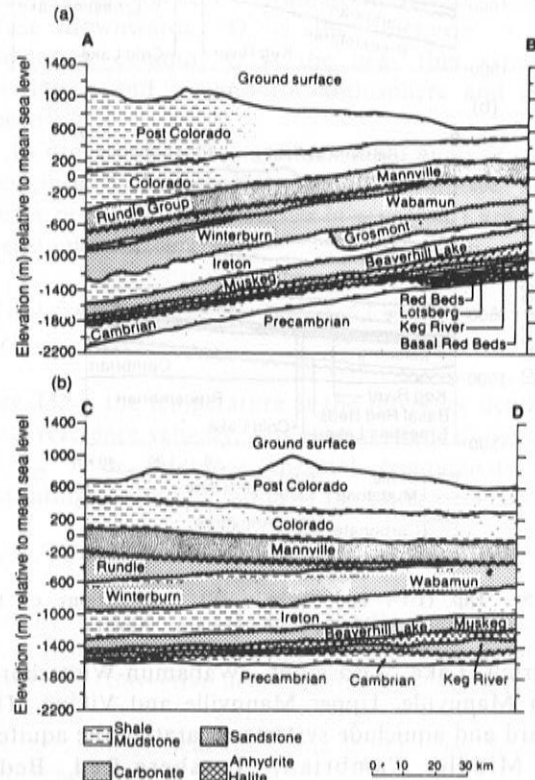 (a)
A
B
Elevation (m) relative to mean sea level
1400
1000
600
200
0
-200
-600
-1000
-1400
-1800
-2200
Ground surface
Post Colorado
Colorado
Mannville
Rundle Group
Wabamun
Winterburn
Grosmont
Ireton
Beaverhill Lake
Muskeg
Red Beds
Lotsberg
Keg River
Basal Red Beds
Cambrian
Precambrian
(b)
C
D
Elevation (m) relative to mean sea level
1400
1000
600
200
0
-200
-600
-1000
-1400
-1800
-2200
Ground surface
Post Colorado
Colorado
Mannville
Rundle
Wabamun
Winterburn
Ireton
Beaverhill Lake
Muskeg
Precambrian
Cambrian
Keg River
Shale
Mudstone
Sandstone
Carbonate
Anhydrite
Halite
0 10 20 30 km